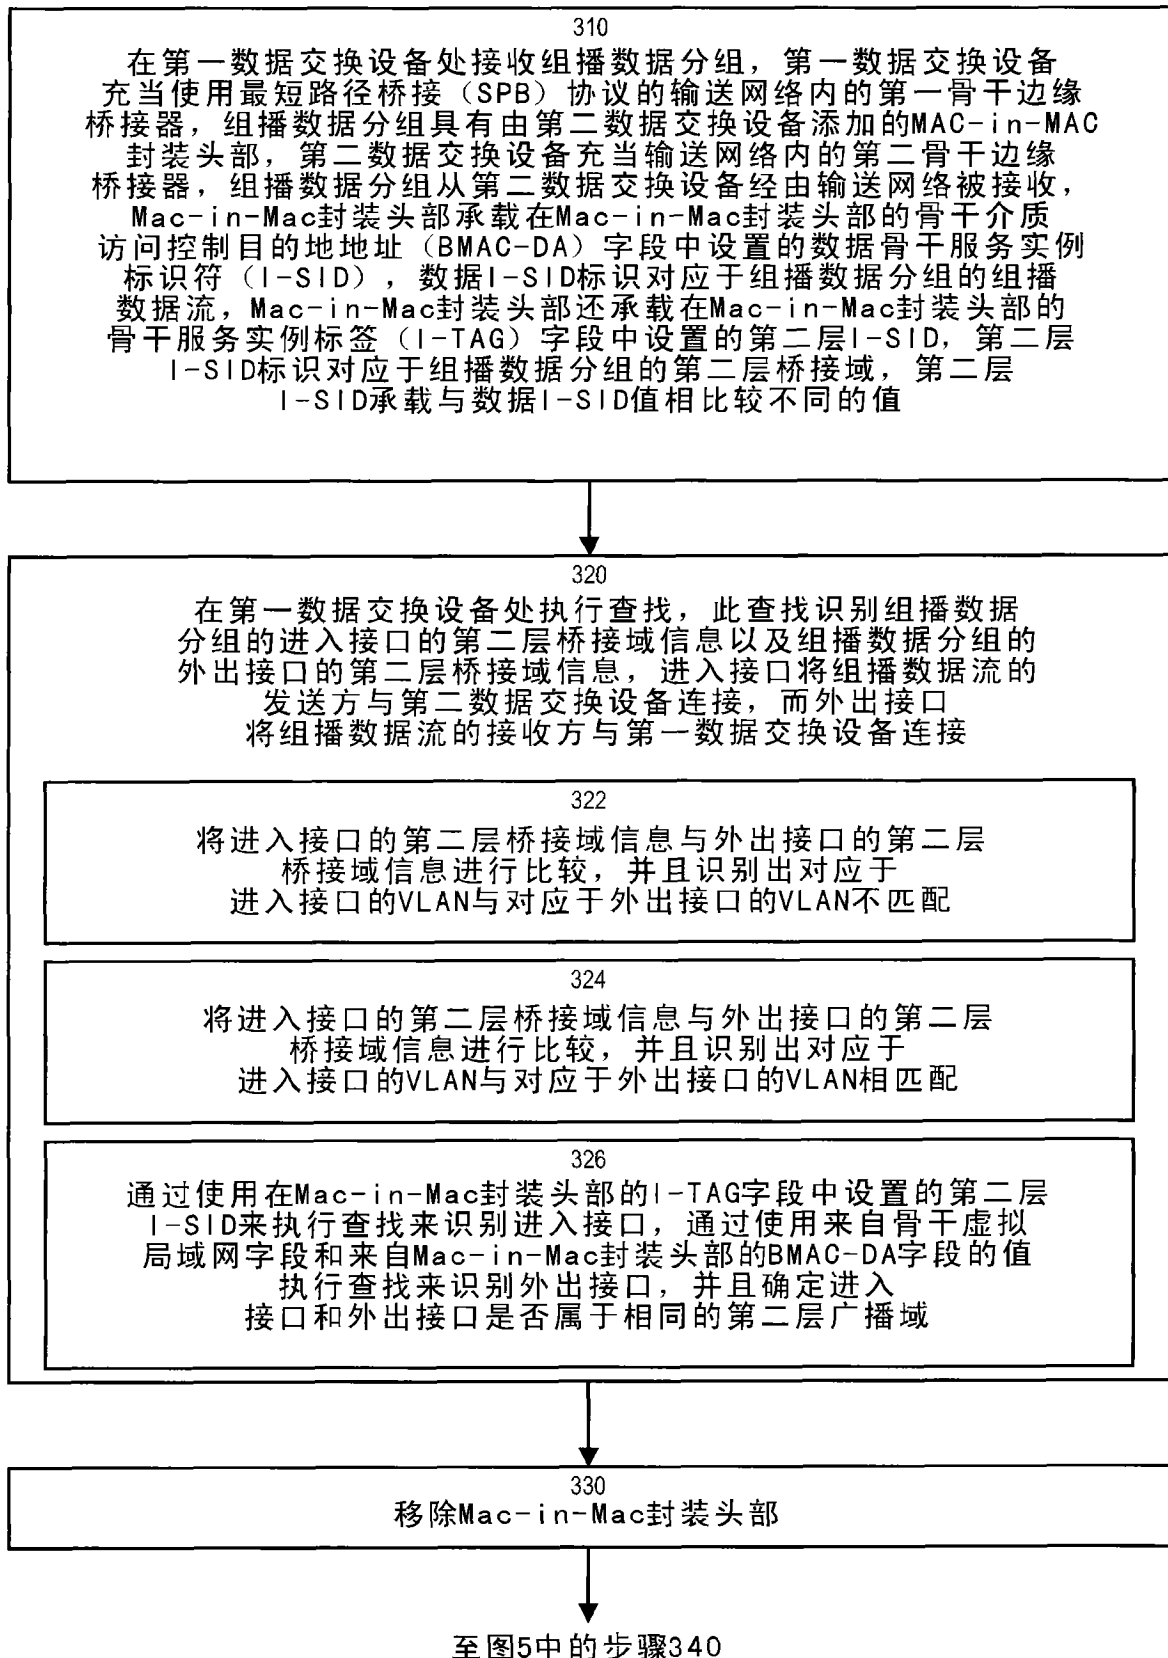 310
在第一数据交换设备处接收组播数据分组，第一数据交换设备
充当使用最短路径桥接（SPB）协议的输送网络内的第一骨干边缘
桥接器，组播数据分组具有由第二数据交换设备添加的MAC-in-MAC
封装头部，第二数据交换设备充当输送网络内的第二骨干边缘
桥接器，组播数据分组从第二数据交换设备经由输送网络被接收，
Mac-in-Mac封装头部承载在Mac-in-Mac封装头部的骨干介质
访问控制目的地地址（BMAC-DA）字段中设置的数据骨干服务实例
标识符（I-SID），数据I-SID标识对应于组播数据分组的组播
数据流，Mac-in-Mac封装头部还承载在Mac-in-Mac封装头部的
骨干服务实例标签（I-TAG）字段中设置的第二层I-SID，第二层
I-SID标识对应于组播数据分组的第二层桥接域，第二层
I-SID承载与数据I-SID值相比较不同的值
320
在第一数据交换设备处执行查找，此查找识别组播数据
分组的进入接口的第二层桥接域信息以及组播数据分组的
外出接口的第二层桥接域信息，进入接口将组播数据流的
发送方与第二数据交换设备连接，而外出接口
将组播数据流的接收方与第一数据交换设备连接
322
将进入接口的第二层桥接域信息与外出接口的第二层
桥接域信息进行比较，并且识别出对应于
进入接口的VLAN与对应于外出接口的VLAN不匹配
324
将进入接口的第二层桥接域信息与外出接口的第二层
桥接域信息进行比较，并且识别出对应于
进入接口的VLAN与对应于外出接口的VLAN相匹配
326
通过使用在Mac-in-Mac封装头部的I-TAG字段中设置的第二层
I-SID来执行查找来识别进入接口，通过使用来自骨干虚拟
局域网字段和来自Mac-in-Mac封装头部的BMAC-DA字段的值
执行查找来识别外出接口，并且确定进入
接口和外出接口是否属于相同的第二层广播域
330
移除Mac-in-Mac封装头部
至图5中的步骤340